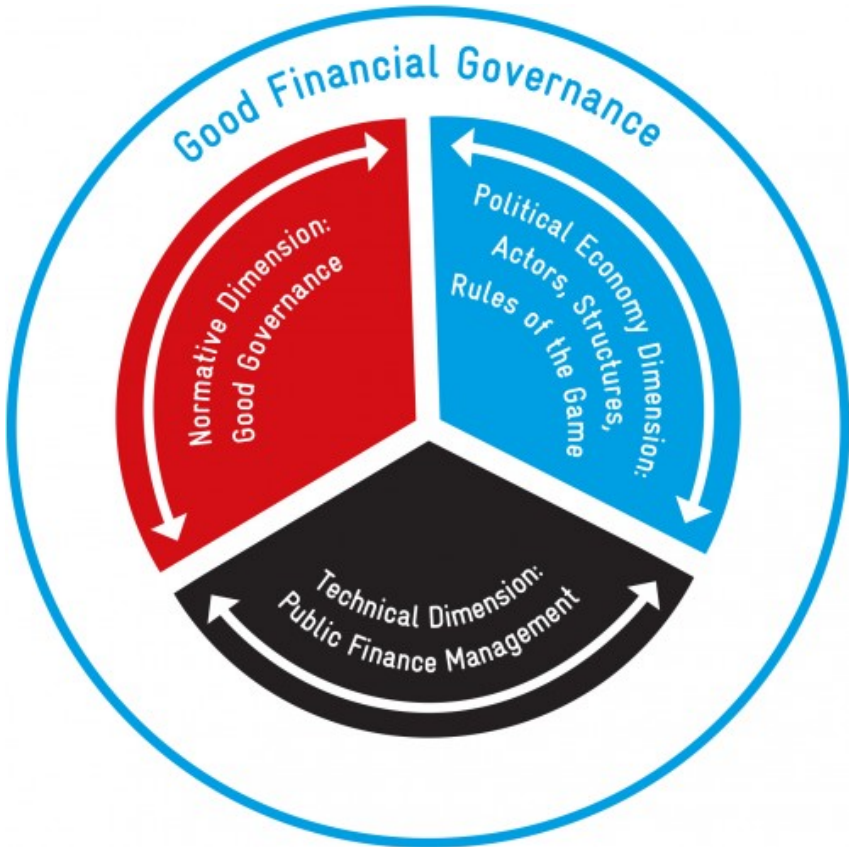 Good Financial Governance
Normative Dimension:
Good Governance
Political Economy Dimension:
Actors, Structures,
Rules of the Game
Technical Dimension:
Public Finance Management